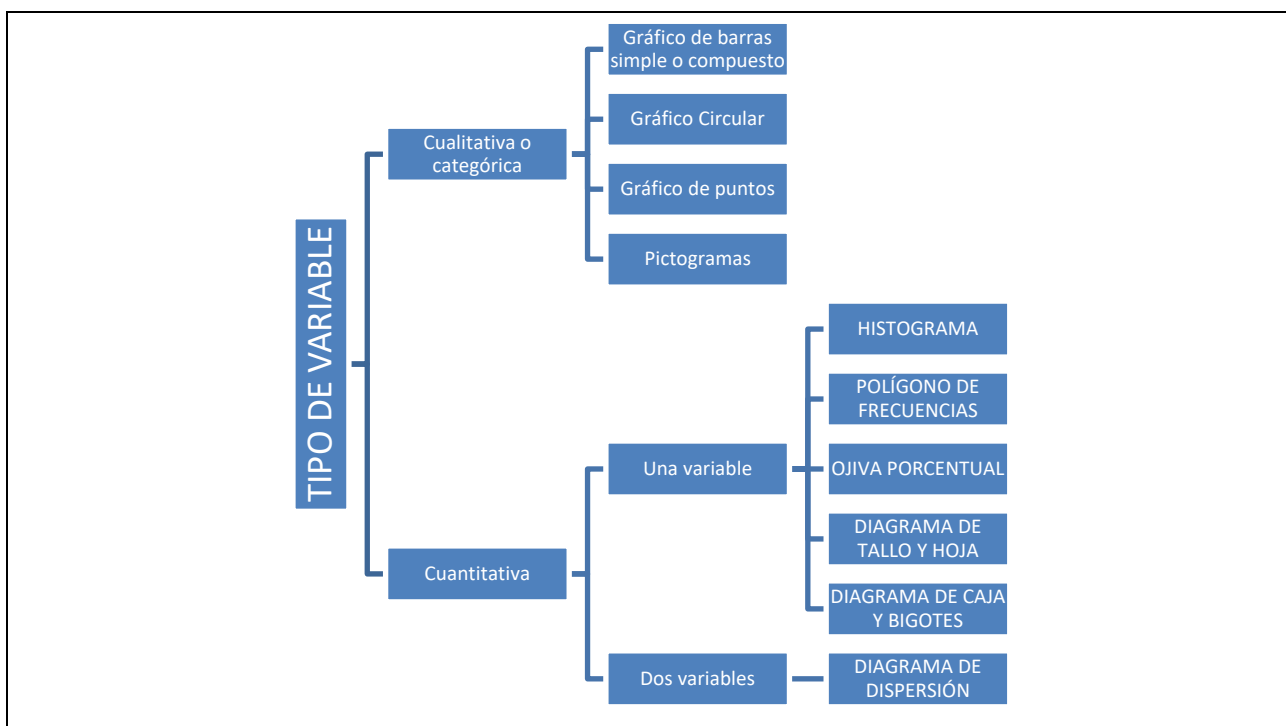 TIPO DE VARIABLE
Cualitativa o
categórica
Gráfico de barras
simple o compuesto
Gráfico Circular
Gráfico de puntos
Pictogramas
Cuantitativa
Una variable
HISTOGRAMA
POLÍGONO DE
FRECUENCIAS
OJIVA PORCENTUAL
DIAGRAMA DE
TALLO Y HOJA
DIAGRAMA DE CAJA
Y BIGOTES
Dos variables
DIAGRAMA DE
DISPERSIÓN